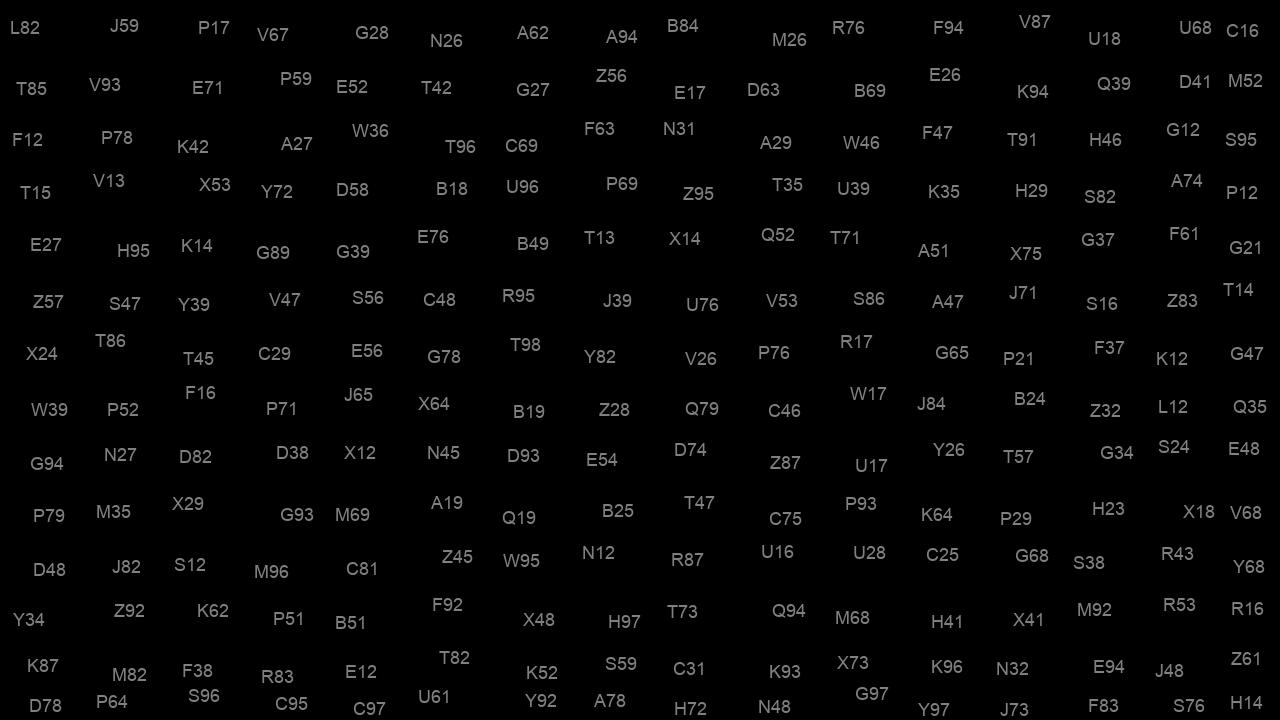 L82 J59 P17 V67 G28 N26 A62 A94 B84 M26 R76 F94 V87 U18 U68 C16
T85 V93 E71 P59 E52 T42 G27 Z56 E17 D63 B69 E26 K94 Q39 D41 M52
F12 P78 K42 A27 W36 T96 C69 F63 N31 A29 W46 F47 T91 H46 G12 S95
T15 V13 X53 Y72 D58 B18 U96 P69 Z95 T35 U39 K35 H29 S82 A74 P12
E27 H95 K14 G89 G39 E76 B49 T13 X14 Q52 T71 A51 X75 G37 F61 G21
Z57 S47 Y39 V47 S56 C48 R95 J39 U76 V53 S86 A47 J71 S16 Z83 T14
X24 T86 T45 C29 E56 G78 T98 Y82 V26 P76 R17 G65 P21 F37 K12 G47
W39 P52 F16 P71 J65 X64 B19 Z28 Q79 C46 W17 J84 B24 Z32 L12 Q35
G94 N27 D82 D38 X12 N45 D93 E54 D74 Z87 U17 Y26 T57 G34 S24 E48
P79 M35 X29 G93 M69 A19 Q19 B25 T47 C75 P93 K64 P29 H23 X18 V68
D48 J82 S12 M96 C81 Z45 W95 N12 R87 U16 U28 C25 G68 S38 R43 Y68
Y34 Z92 K62 P51 B51 F92 X48 H97 T73 Q94 M68 H41 X41 M92 R53 R16
K87 M82 F38 R83 E12 T82 K52 S59 C31 K93 X73 K96 N32 E94 J48 Z61
D78 P64 S96 C95 C97 U61 Y92 A78 H72 N48 G97 Y97 J73 F83 S76 H14